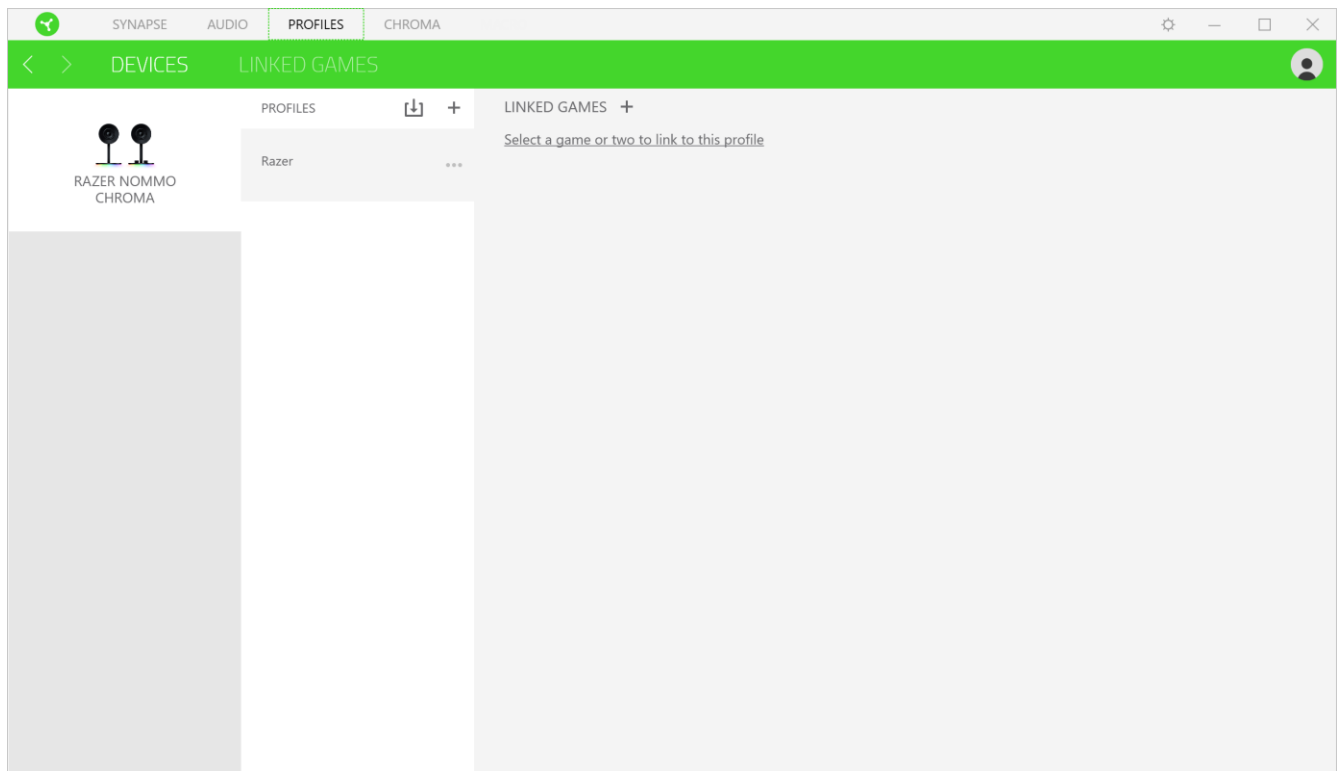 SYNAPSE AUDIO PROFILES CHROMA
DEVICES LINKED GAMES
RAZER NOMMO
CHROMA
PROFILES
Razer
LINKED GAMES
Select a game or two to link to this profile